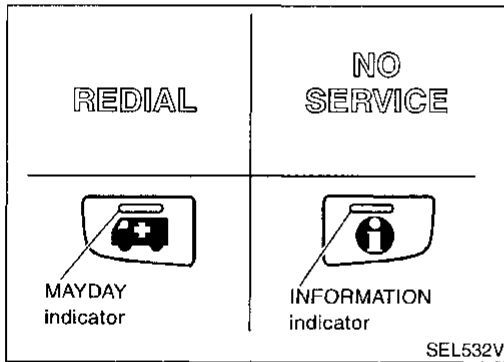 REDIAL
NO
SERVICE
MAYDAY
indicator
INFORMATION
indicator
SEL532V